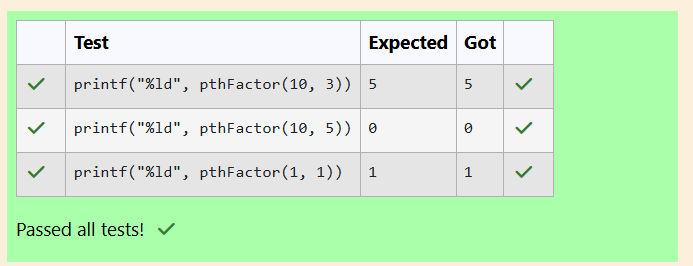 Test Expected Got
printf("%ld", pthFactor(10, 3)) 5 5
printf("%ld", pthFactor(10, 5)) 0 0
printf("%ld", pthFactor(1, 1)) 1 1
Passed all tests!